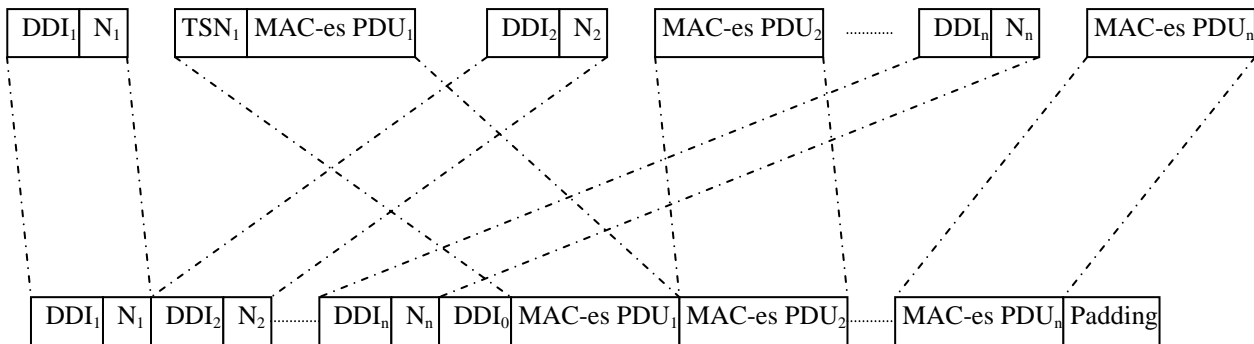 DDI₁ N₁ TSN₁ MAC-es PDU₁ DDI₂ N₂ MAC-es PDU₂ ............ DDIₙ Nₙ MAC-es PDUₙ
DDI₁ N₁ DDI₂ N₂ ............ DDIₙ Nₙ DDI₀ MAC-es PDU₁ MAC-es PDU₂ ............ MAC-es PDUₙ Padding